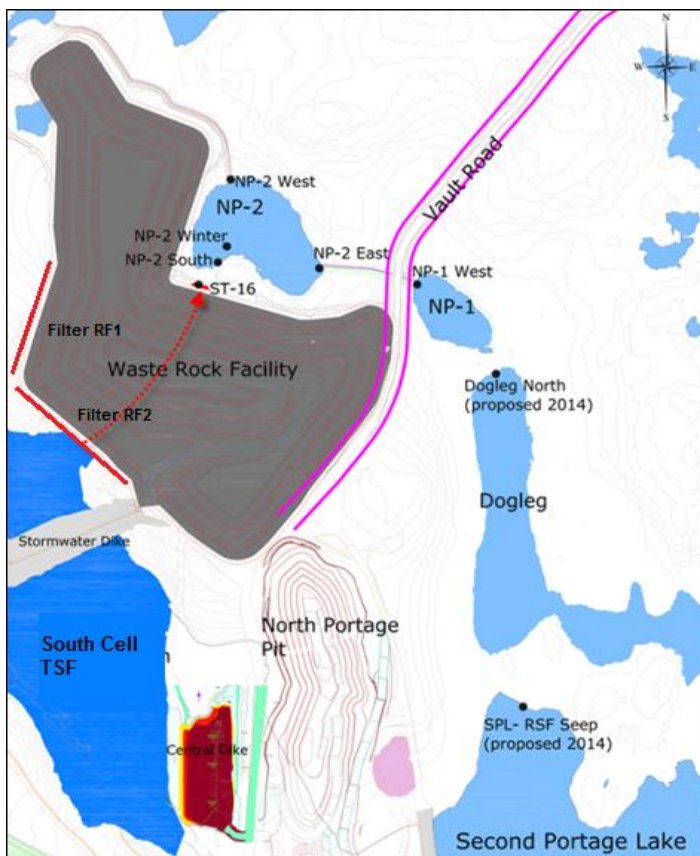 N
W
E
S
NP-2 West
NP-2
Vault Road
NP-2 Winter
NP-2 East
NP-2 South
NP-1 West
ST-16
NP-1
Filter RF1
Waste Rock Facility
Dogleg North
(proposed 2014)
Filter RF2
Dogleg
Stormwater Dike
North Portage
Pit
South Cell
TSF
SPL- RSF Seep
(proposed 2014)
Central Dike
Second Portage Lake